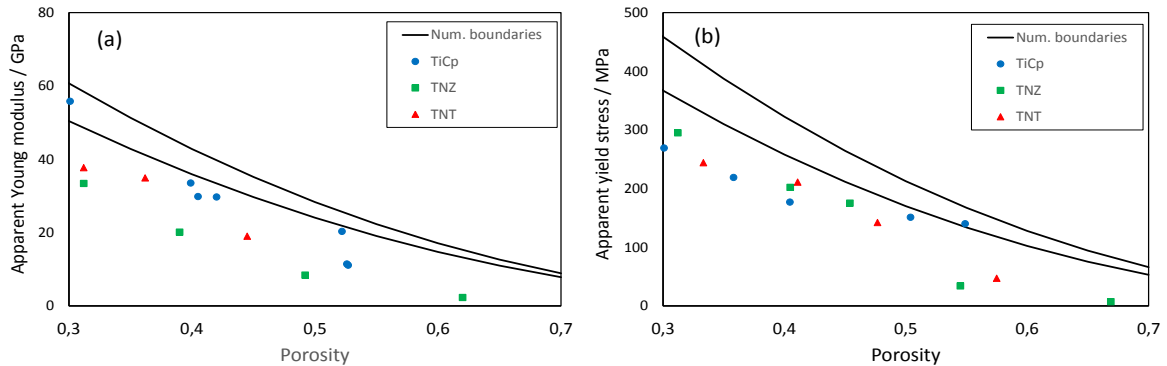 (a)
Num. boundaries
TiCp
TNZ
TNT
Apparent Young modulus / GPa
80
60
40
20
0
0,3 0,4 0,5 0,6 0,7
Porosity
(b)
Num. boundaries
TiCp
TNZ
TNT
Apparent yield stress / MPa
500
400
300
200
100
0
0,3 0,4 0,5 0,6 0,7
Porosity